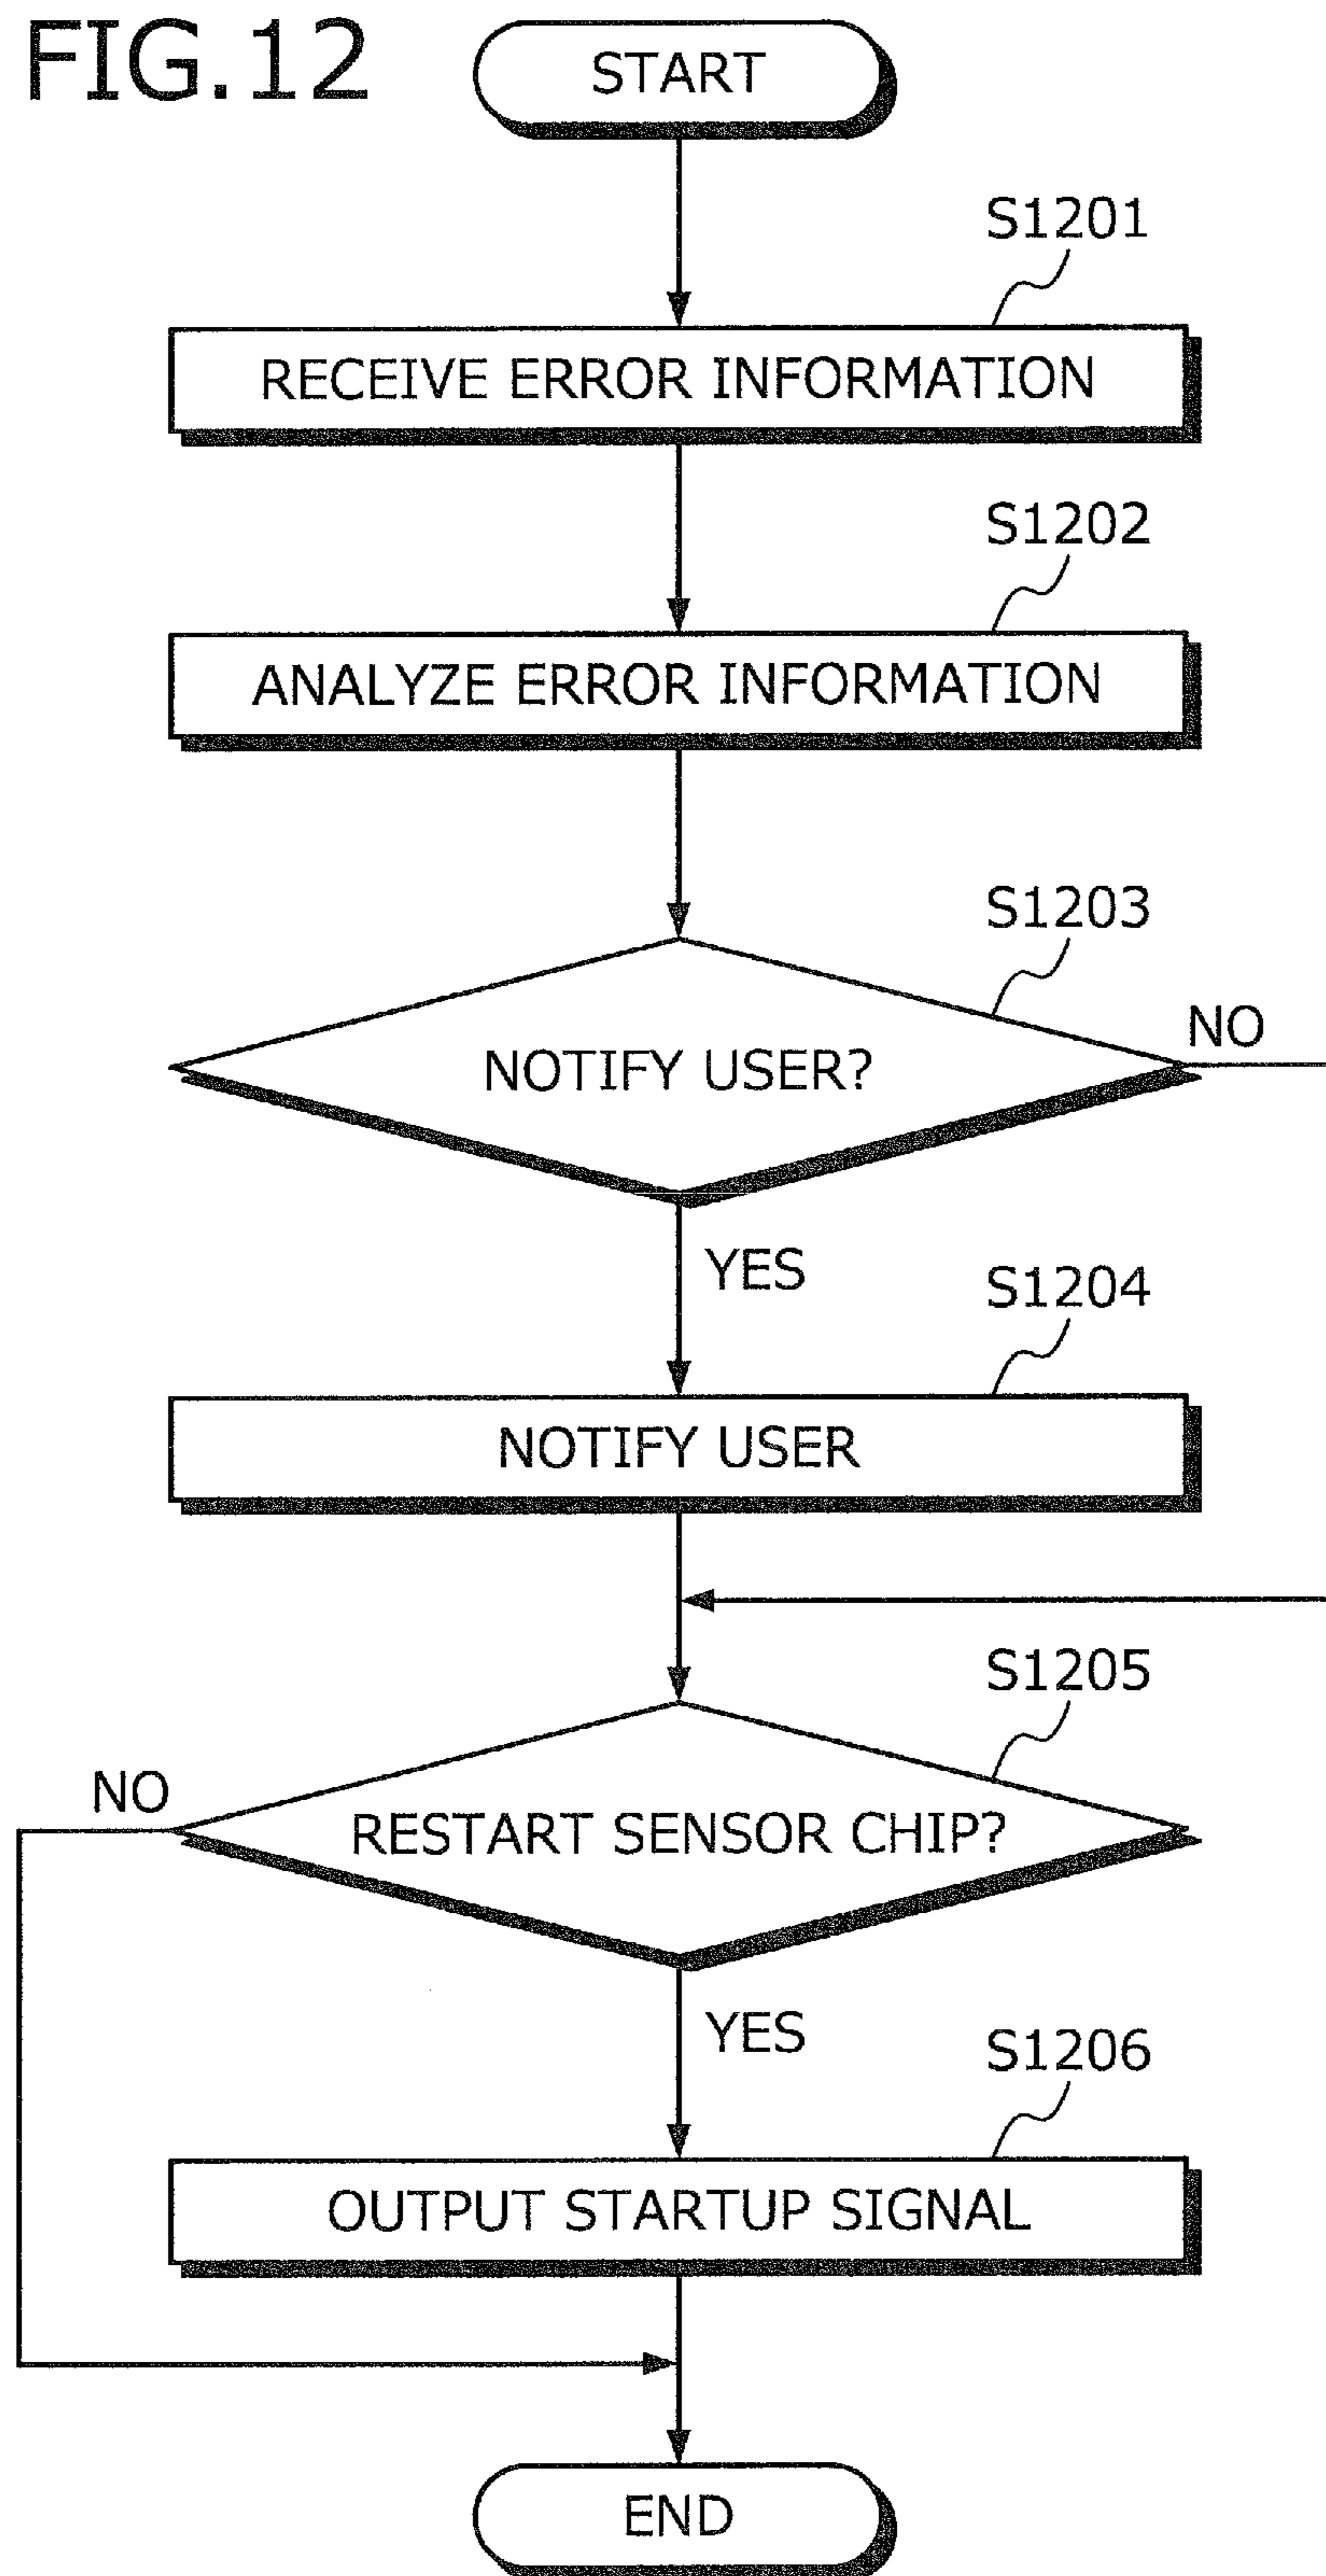 FIG.12
START
S1201
RECEIVE ERROR INFORMATION
S1202
ANALYZE ERROR INFORMATION
S1203
NOTIFY USER?
NO
YES
S1204
NOTIFY USER
S1205
NO
RESTART SENSOR CHIP?
YES
S1206
OUTPUT STARTUP SIGNAL
END